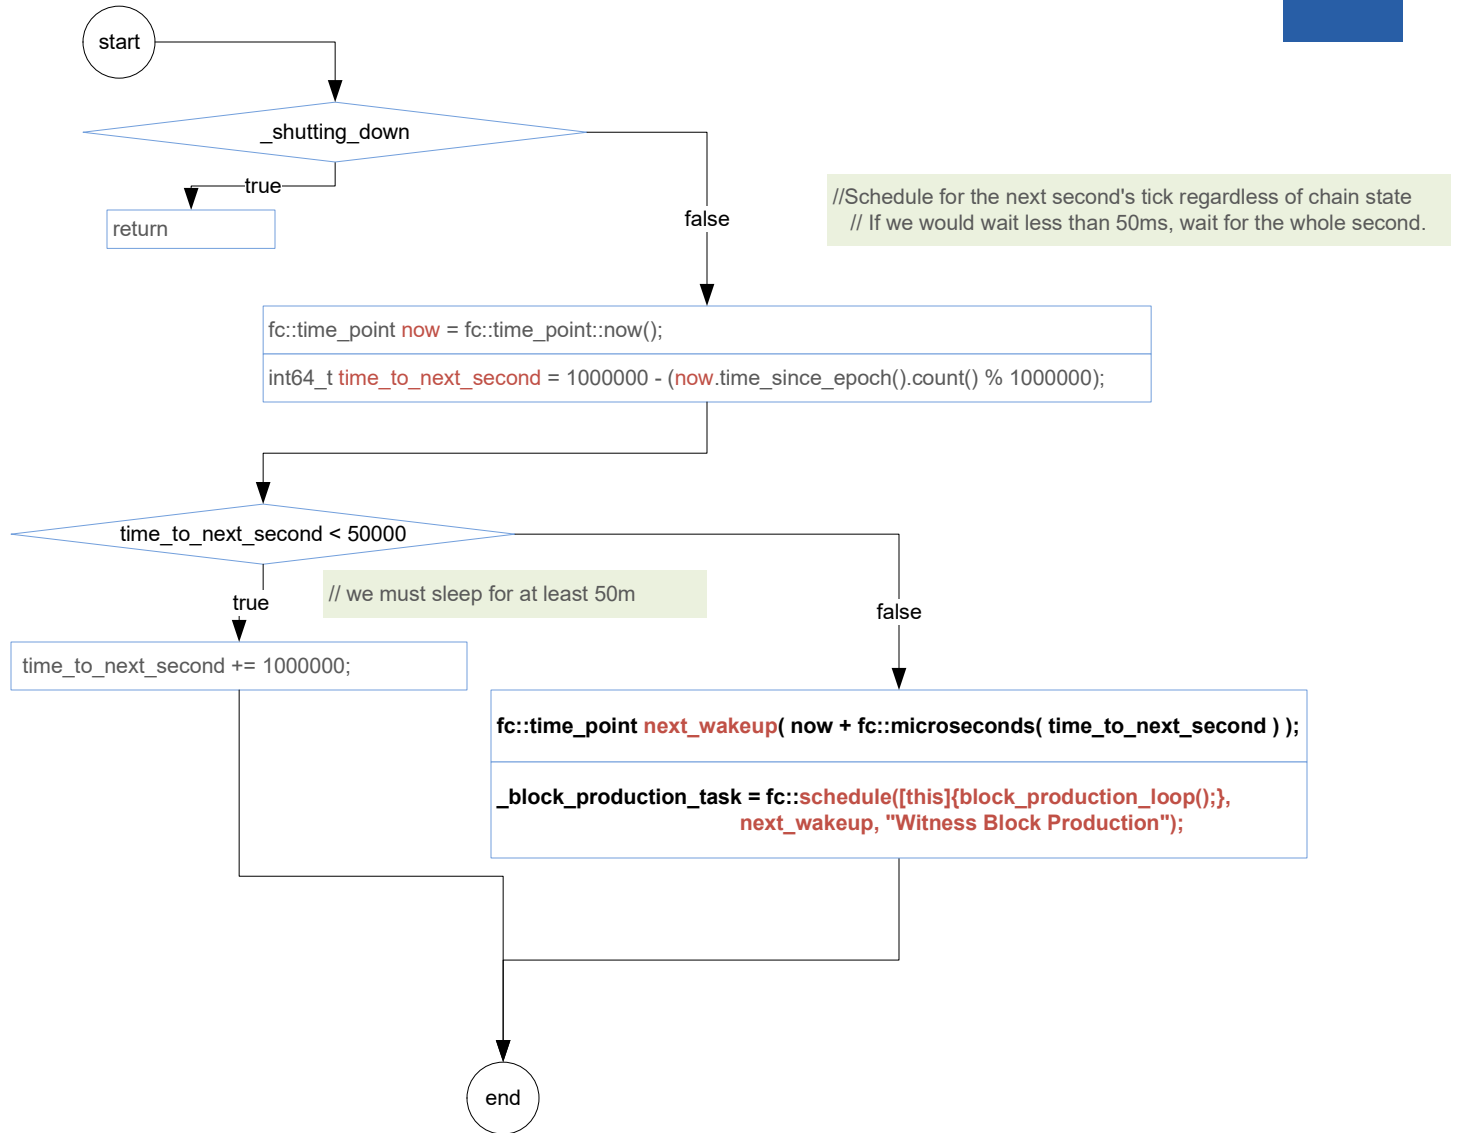 start
_shutting_down
true
return
false
//Schedule for the next second's tick regardless of chain state
// If we would wait less than 50ms, wait for the whole second.
fc::time_point now = fc::time_point::now();
int64_t time_to_next_second = 1000000 - (now.time_since_epoch().count() % 1000000);
time_to_next_second < 50000
true
// we must sleep for at least 50m
false
time_to_next_second += 1000000;
fc::time_point next_wakeup( now + fc::microseconds( time_to_next_second ) );
_block_production_task = fc::schedule([this]{block_production_loop();},
next_wakeup, "Witness Block Production");
end